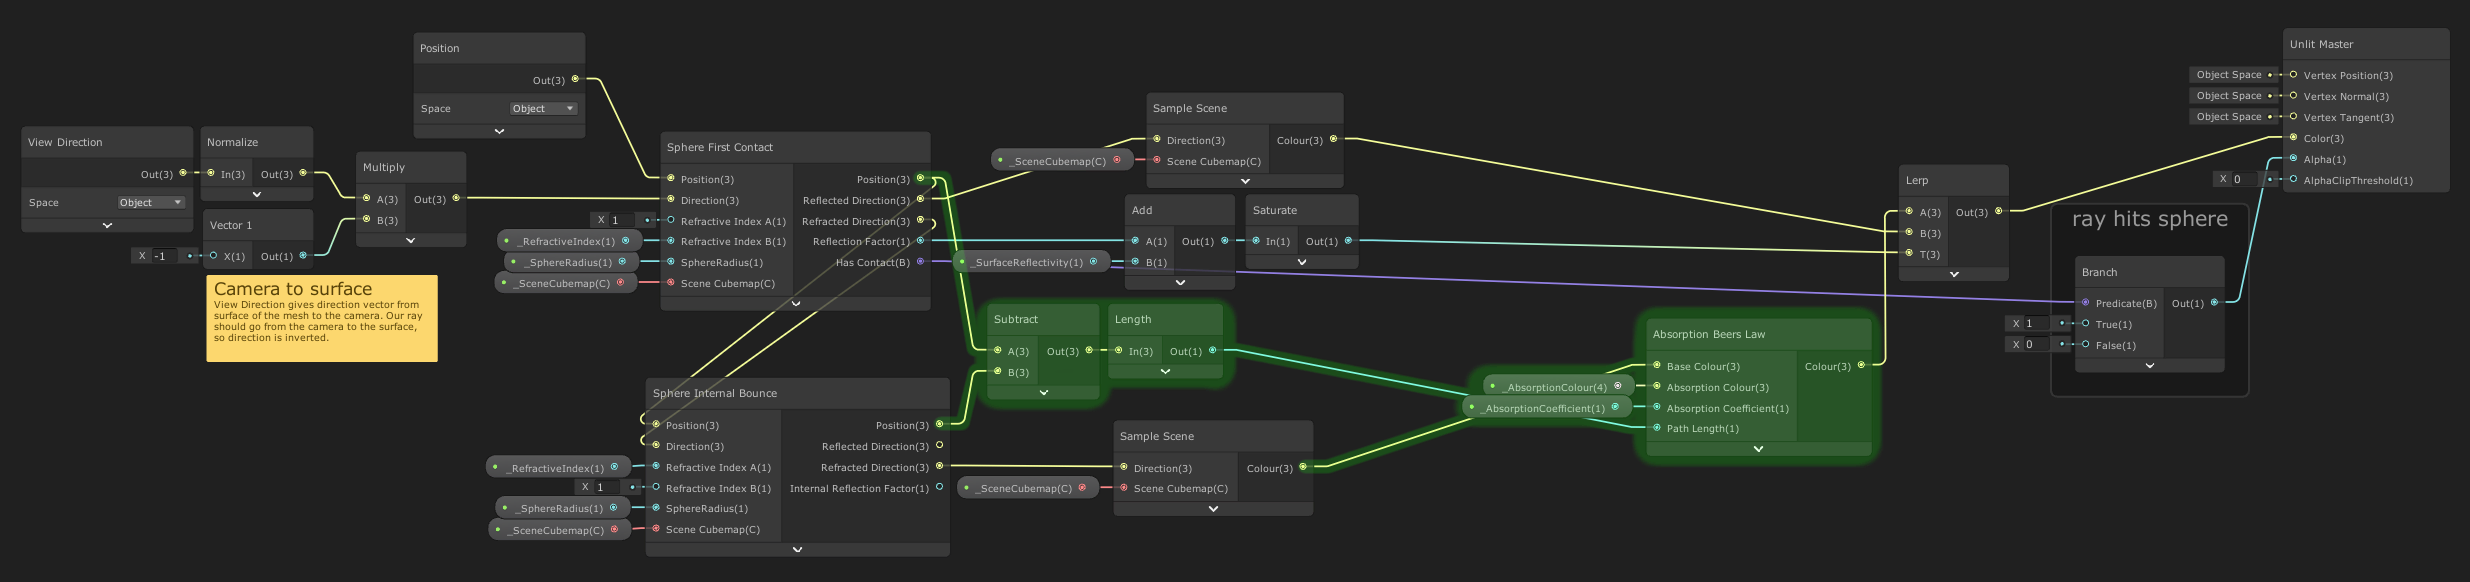 View Direction
Out(3)
Space
Object
Normalize
In(3)
Out(3)
Vector 1
X
-1
X(1)
Out(1)
Camera to surface
View Direction gives direction vector from
surface of the mesh to the camera. Our ray
should go from the camera to the surface,
so direction is inverted.
Multiply
A(3)
Out(3)
B(3)
Position
Out(3)
Space
Object
Sphere First Contact
Position(3)
Direction(3)
X
1
Refractive Index A(1)
_RefractiveIndex(1)
Refractive Index B(1)
_SphereRadius(1)
SphereRadius(1)
_SceneCubemap(C)
Scene Cubemap(C)
Position(3)
Reflected Direction(3)
Refracted Direction(3)
Reflection Factor(1)
Has Contact(B)
Sphere Internal Bounce
Position(3)
Direction(3)
_RefractiveIndex(1)
Refractive Index A(1)
X
1
Refractive Index B(1)
_SphereRadius(1)
SphereRadius(1)
_SceneCubemap(C)
Scene Cubemap(C)
Position(3)
Reflected Direction(3)
Refracted Direction(3)
Internal Reflection Factor(1)
Sample Scene
Direction(3)
Colour(3)
_SceneCubemap(C)
Scene Cubemap(C)
Add
A(1)
Out(1)
_SurfaceReflectivity(1)
B(1)
Saturate
In(1)
Out(1)
Subtract
A(3)
Out(3)
B(3)
Length
In(3)
Out(1)
Sample Scene
Direction(3)
Colour(3)
_SceneCubemap(C)
Scene Cubemap(C)
Absorption Beers Law
Base Colour(3)
Colour(3)
_AbsorptionColour(4)
Absorption Colour(3)
_AbsorptionCoefficient(1)
Absorption Coefficient(1)
Path Length(1)
Lerp
A(3)
Out(3)
B(3)
T(3)
ray hits sphere
Branch
Predicate(B)
Out(1)
X
1
True(1)
X
0
False(1)
Unlit Master
Object Space
Vertex Position(3)
Object Space
Vertex Normal(3)
Object Space
Vertex Tangent(3)
Color(3)
Alpha(1)
X
0
AlphaClipThreshold(1)